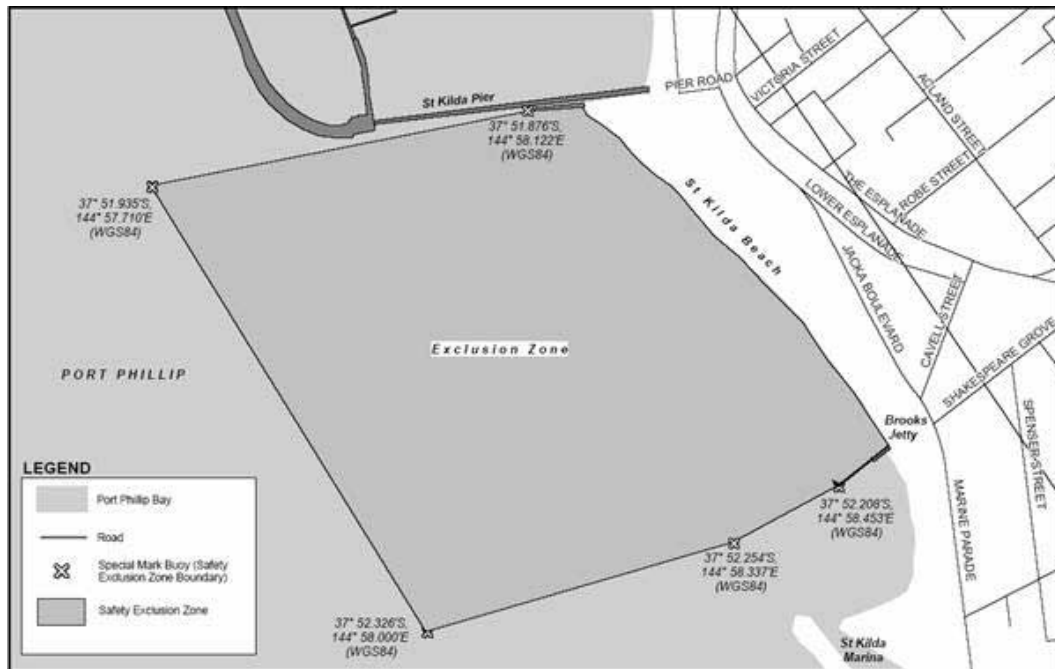 St Kilda Pier
37° 51.876'S,
144° 58.122'E
(WGS84)
PIER ROAD
VICTORIA STREET
ACLAND STREET
37° 51.935'S,
144° 57.710'E
(WGS84)
St Kilda Beach
THE ESPLANADE
ROBE STREET
LOWER ESPLANADE
JACKA BOULEVARD
CAVELL STREET
SHAKESPEARE GROVE
Exclusion Zone
PORT PHILLIP
Brooks
Jetty
SPENSER STREET
MARINE PARADE
37° 52.208'S,
144° 58.453'E
(WGS84)
37° 52.254'S,
144° 58.337'E
(WGS84)
37° 52.326'S,
144° 58.000'E
(WGS84)
St Kilda
Marina
LEGEND
Port Phillip Bay
Road
Special Mark Buoy (Safety
Exclusion Zone Boundary)
Safety Exclusion Zone